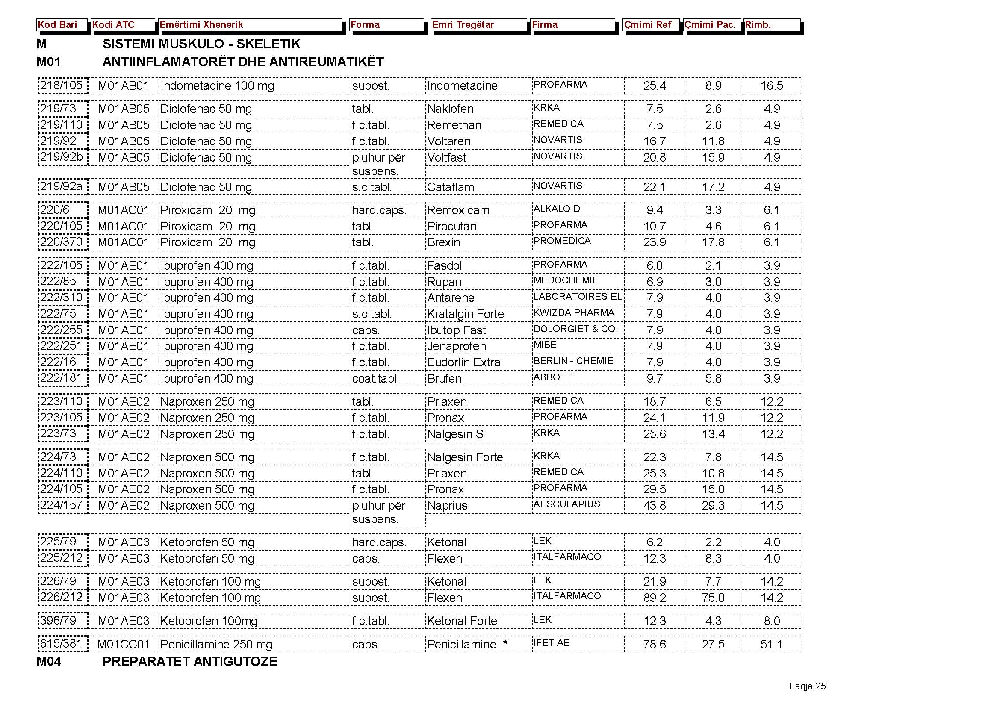 Kod Bari Kodi ATC Emërtimi Xhenerik Forma Emri Tregëtar Firma Çmimi Ref Çmimi Pac. Rimb.
M SISTEMI MUSKULO - SKELETIK
M01 ANTIINFLAMATORËT DHE ANTIREUMATIKËT
218/105 M01AB01 Indometacine 100 mg supost. Indometacine PROFARMA 25.4 8.9 16.5
219/73 M01AB05 Diclofenac 50 mg tabl. Naklofen KRKA 7.5 2.6 4.9
219/110 M01AB05 Diclofenac 50 mg f.c.tabl. Remethan REMEDICA 7.5 2.6 4.9
219/92 M01AB05 Diclofenac 50 mg f.c.tabl. Voltaren NOVARTIS 16.7 11.8 4.9
219/92b M01AB05 Diclofenac 50 mg pluhur për Voltfast NOVARTIS 20.8 15.9 4.9
suspens.
219/92a M01AB05 Diclofenac 50 mg s.c.tabl. Cataflam NOVARTIS 22.1 17.2 4.9
220/6 M01AC01 Piroxicam 20 mg hard.caps. Remoxicam ALKALOID 9.4 3.3 6.1
220/105 M01AC01 Piroxicam 20 mg tabl. Pirocutan PROFARMA 10.7 4.6 6.1
220/370 M01AC01 Piroxicam 20 mg tabl. Brexin PROMEDICA 23.9 17.8 6.1
222/105 M01AE01 Ibuprofen 400 mg f.c.tabl. Fasdol PROFARMA 6.0 2.1 3.9
222/85 M01AE01 Ibuprofen 400 mg f.c.tabl. Rupan MEDOCHEMIE 6.9 3.0 3.9
222/310 M01AE01 Ibuprofen 400 mg f.c.tabl. Antarene LABORATOIRES EL 7.9 4.0 3.9
222/75 M01AE01 Ibuprofen 400 mg s.c.tabl. Kratalgin Forte KWIZDA PHARMA 7.9 4.0 3.9
222/255 M01AE01 Ibuprofen 400 mg caps. Ibutop Fast DOLORGIET & CO. 7.9 4.0 3.9
222/251 M01AE01 Ibuprofen 400 mg f.c.tabl. Jenaprofen MIBE 7.9 4.0 3.9
222/16 M01AE01 Ibuprofen 400 mg f.c.tabl. Eudorlin Extra BERLIN - CHEMIE 7.9 4.0 3.9
222/181 M01AE01 Ibuprofen 400 mg coat.tabl. Brufen ABBOTT 9.7 5.8 3.9
223/110 M01AE02 Naproxen 250 mg tabl. Priaxen REMEDICA 18.7 6.5 12.2
223/105 M01AE02 Naproxen 250 mg f.c.tabl. Pronax PROFARMA 24.1 11.9 12.2
223/73 M01AE02 Naproxen 250 mg f.c.tabl. Nalgesin S KRKA 25.6 13.4 12.2
224/73 M01AE02 Naproxen 500 mg f.c.tabl. Nalgesin Forte KRKA 22.3 7.8 14.5
224/110 M01AE02 Naproxen 500 mg tabl. Priaxen REMEDICA 25.3 10.8 14.5
224/105 M01AE02 Naproxen 500 mg f.c.tabl. Pronax PROFARMA 29.5 15.0 14.5
224/157 M01AE02 Naproxen 500 mg pluhur për Naprius AESCULAPIUS 43.8 29.3 14.5
suspens.
225/79 M01AE03 Ketoprofen 50 mg hard.caps. Ketonal LEK 6.2 2.2 4.0
225/212 M01AE03 Ketoprofen 50 mg caps. Flexen ITALFARMACO 12.3 8.3 4.0
226/79 M01AE03 Ketoprofen 100 mg supost. Ketonal LEK 21.9 7.7 14.2
226/212 M01AE03 Ketoprofen 100 mg supost. Flexen ITALFARMACO 89.2 75.0 14.2
396/79 M01AE03 Ketoprofen 100mg f.c.tabl. Ketonal Forte LEK 12.3 4.3 8.0
615/381 M01CC01 Penicillamine 250 mg caps. Penicillamine * IFET AE 78.6 27.5 51.1
M04 PREPARATET ANTIGUTOZE
Faqja 25